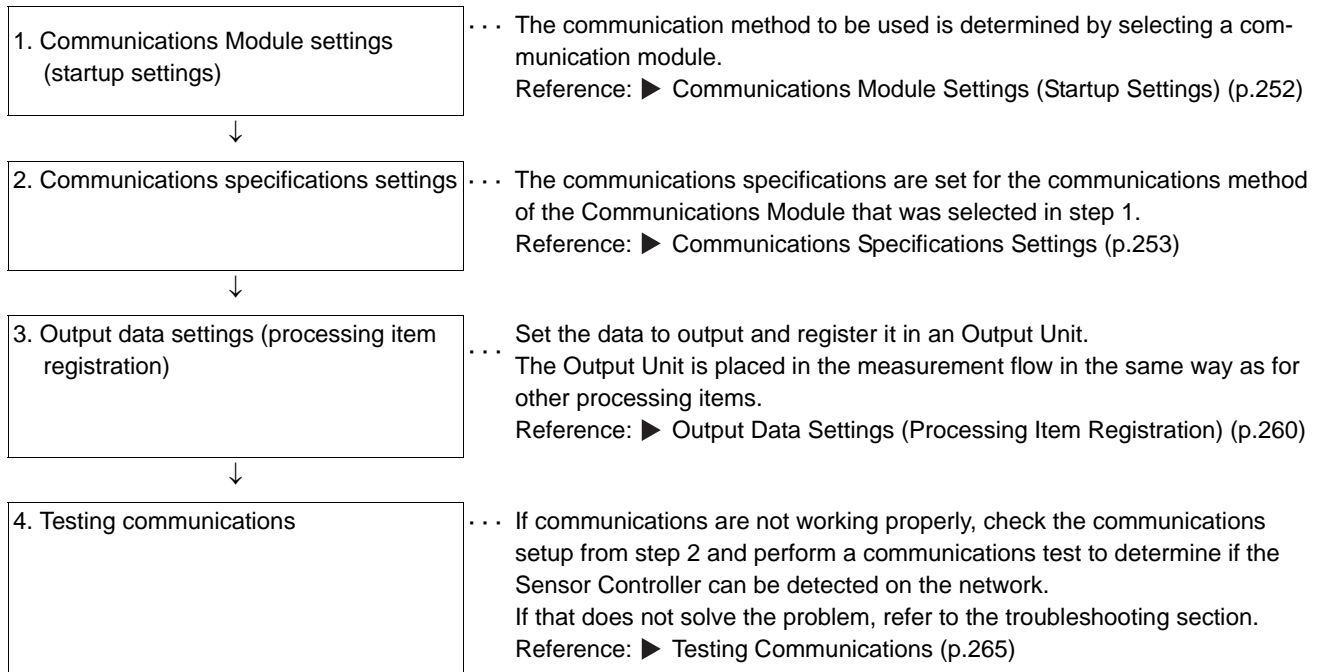 1. Communications Module settings
(startup settings)
· · · The communication method to be used is determined by selecting a com-
munication module.
Reference: ▶ Communications Module Settings (Startup Settings) (p.252)
↓
2. Communications specifications settings
· · · The communications specifications are set for the communications method
of the Communications Module that was selected in step 1.
Reference: ▶ Communications Specifications Settings (p.253)
↓
3. Output data settings (processing item
registration)
· · · Set the data to output and register it in an Output Unit.
The Output Unit is placed in the measurement flow in the same way as for
other processing items.
Reference: ▶ Output Data Settings (Processing Item Registration) (p.260)
↓
4. Testing communications
· · · If communications are not working properly, check the communications
setup from step 2 and perform a communications test to determine if the
Sensor Controller can be detected on the network.
If that does not solve the problem, refer to the troubleshooting section.
Reference: ▶ Testing Communications (p.265)